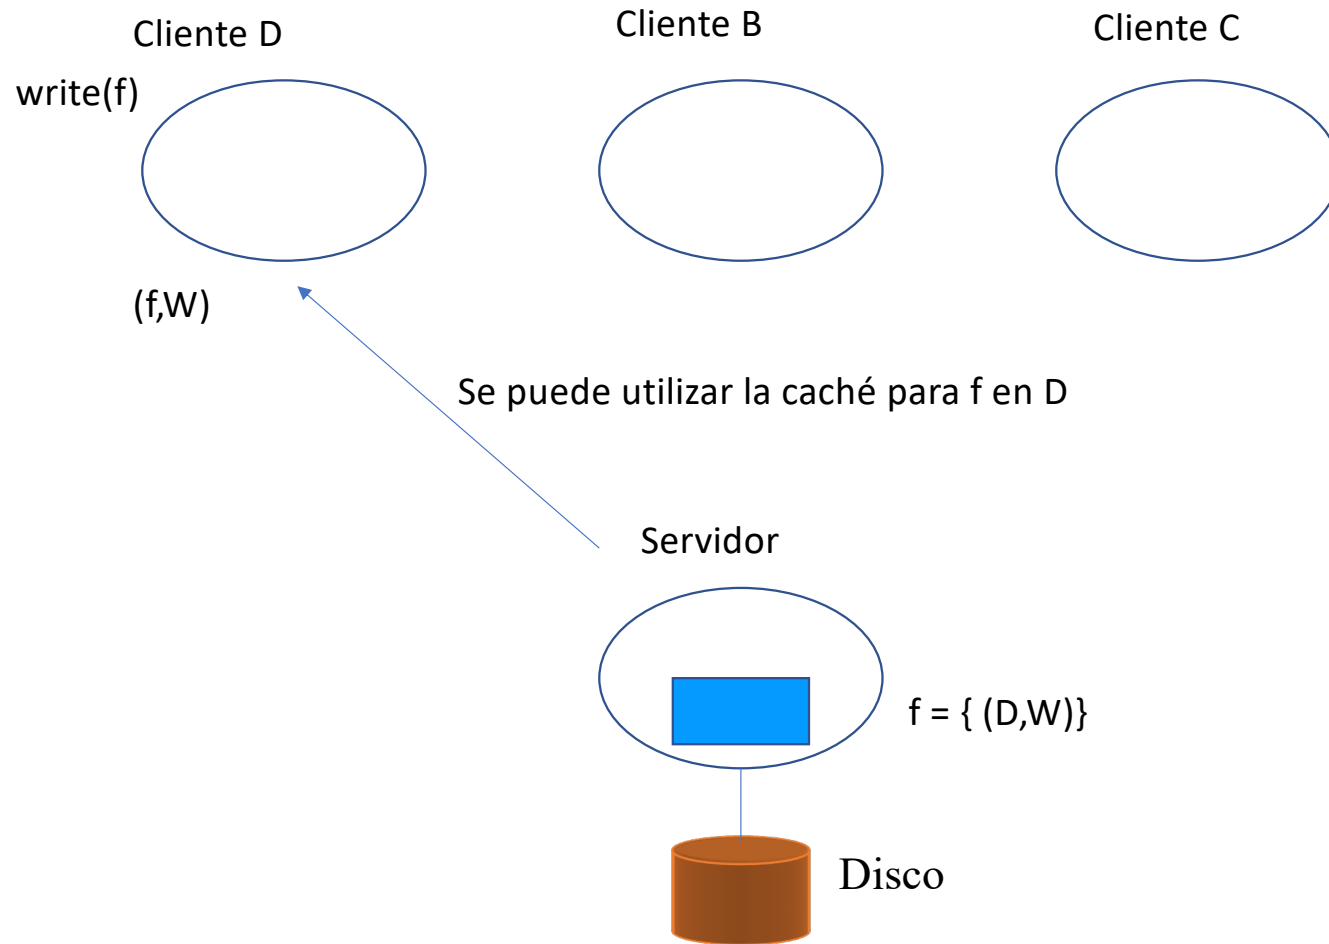 Cliente D
Cliente B
Cliente C
write(f)
(f,W)
Se puede utilizar la caché para f en D
Servidor
f = { (D,W)}
Disco